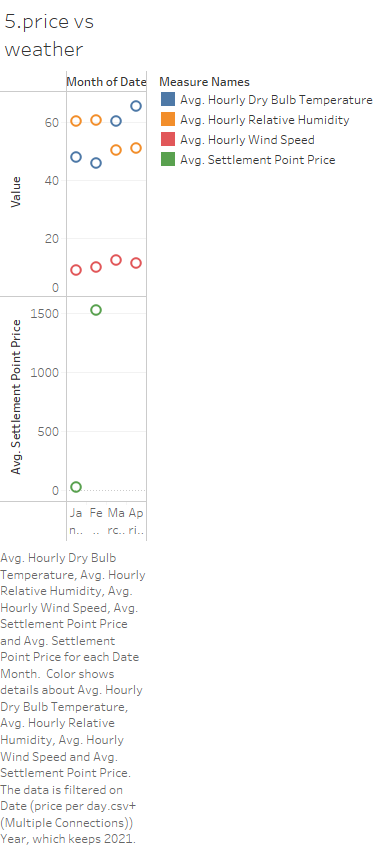 5.price vs
weather
Month of Date
Measure Names
Avg. Hourly Dry Bulb Temperature
Avg. Hourly Relative Humidity
Avg. Hourly Wind Speed
Avg. Settlement Point Price
60
40
20
0
Value
1500
1000
500
0
Avg. Settlement Point Price
Ja Fe Ma Ap
n.. .. rc.. ri..
Avg. Hourly Dry Bulb
Temperature, Avg. Hourly
Relative Humidity, Avg.
Hourly Wind Speed, Avg.
Settlement Point Price
and Avg. Settlement
Point Price for each Date
Month.  Color shows
details about Avg. Hourly
Dry Bulb Temperature,
Avg. Hourly Relative
Humidity, Avg. Hourly
Wind Speed and Avg.
Settlement Point Price.
The data is filtered on
Date (price per day.csv+
(Multiple Connections))
Year, which keeps 2021.